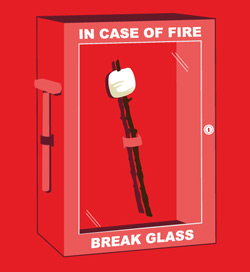 IN CASE OF FIRE
BREAK GLASS